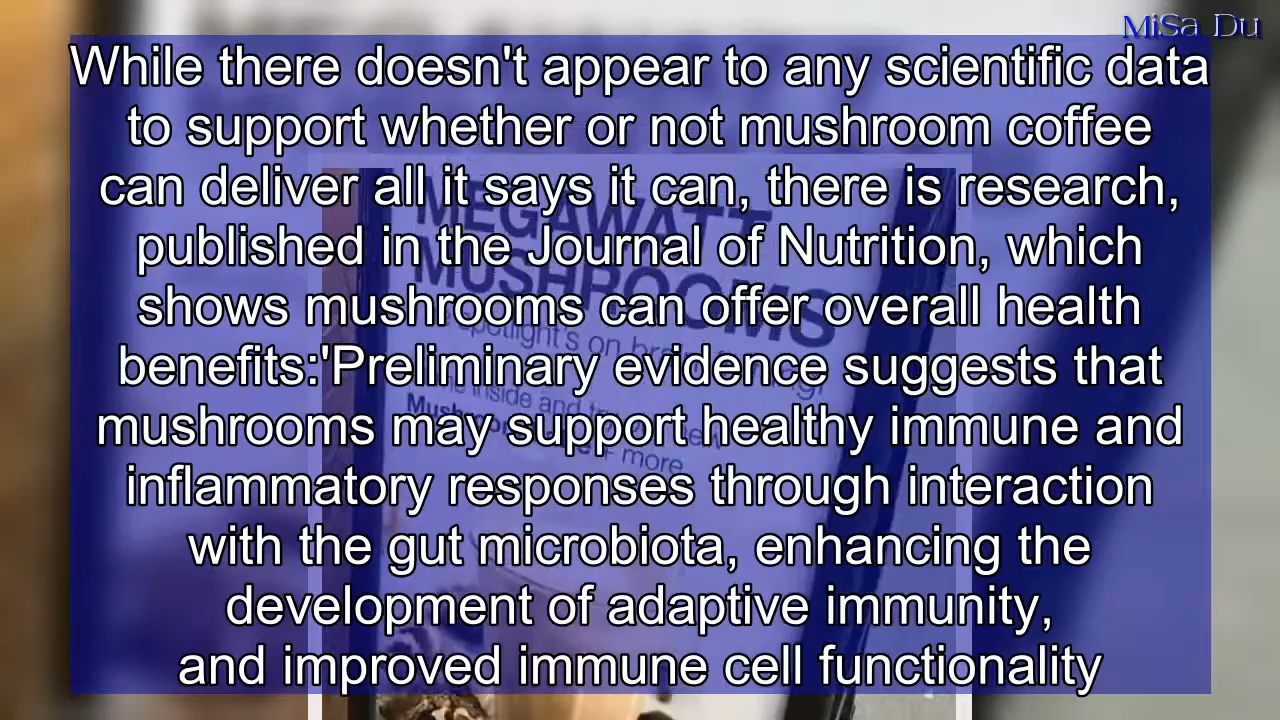 MiSa Du
While there doesn't appear to any scientific data
to support whether or not mushroom coffee
can deliver all it says it can, there is research,
published in the Journal of Nutrition, which
shows mushrooms can offer overall health
benefits:'Preliminary evidence suggests that
mushrooms may support healthy immune and
inflammatory responses through interaction
with the gut microbiota, enhancing the
development of adaptive immunity,
and improved immune cell functionality
MEGAWATT
MUSHROOMS
more